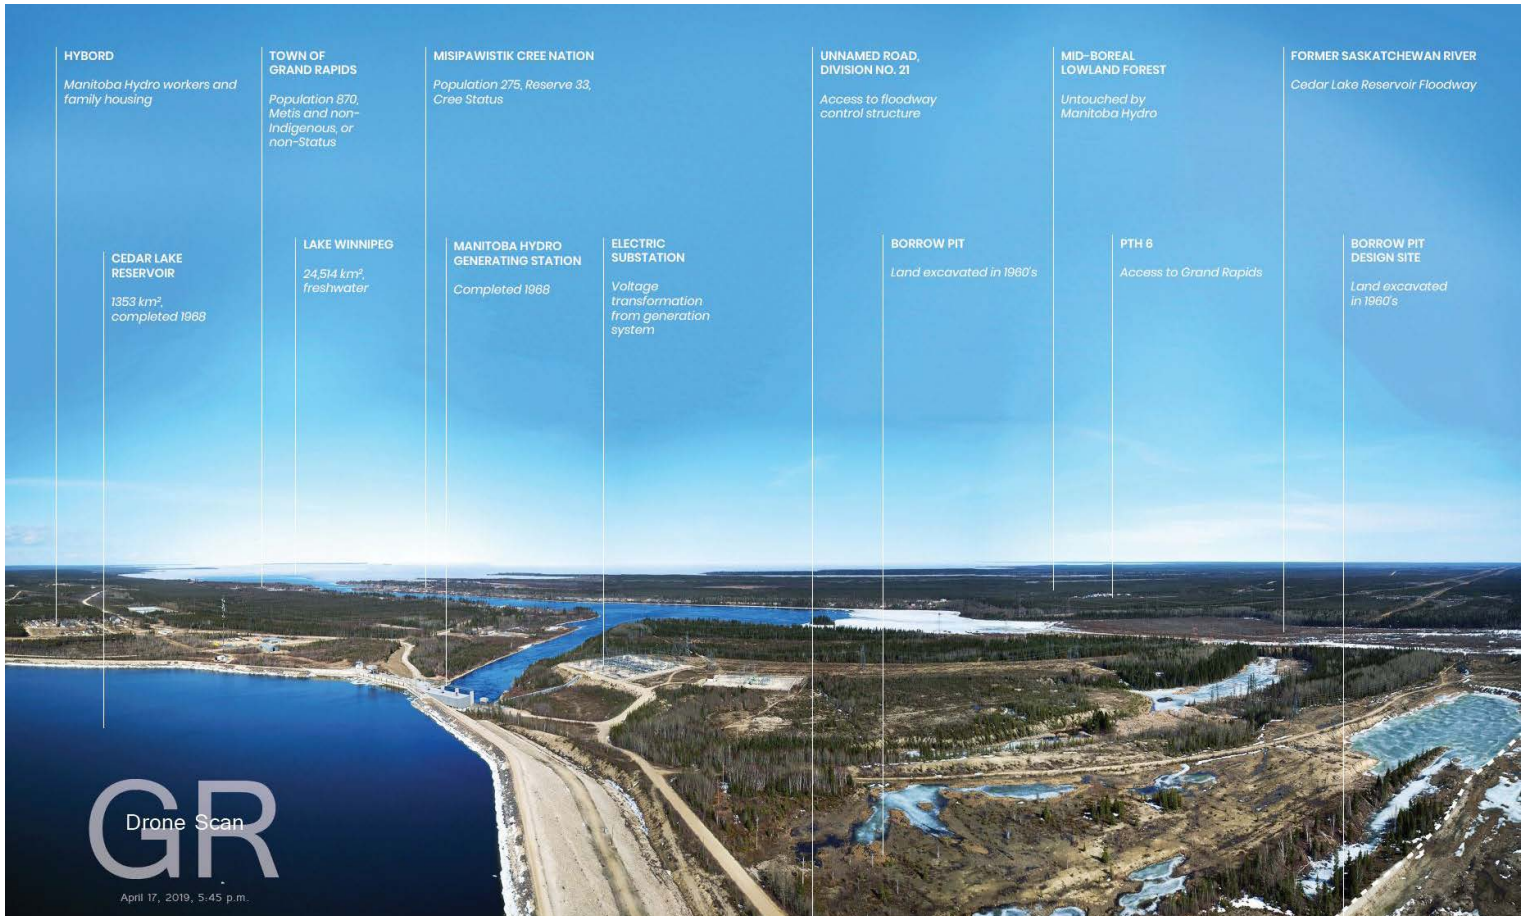 HYBORD
Manitoba Hydro workers and
family housing
TOWN OF
GRAND RAPIDS
Population 870,
Metis and non-
Indigenous, or
non-Status
MISIPAWISTIK CREE NATION
Population 275, Reserve 33,
Cree Status
UNNAMED ROAD,
DIVISION NO. 21
Access to floodway
control structure
MID-BOREAL
LOWLAND FOREST
Untouched by
Manitoba Hydro
FORMER SASKATCHEWAN RIVER
Cedar Lake Reservoir Floodway
CEDAR LAKE
RESERVOIR
1353 km²,
completed 1968
LAKE WINNIPEG
24,514 km²,
freshwater
MANITOBA HYDRO
GENERATING STATION
Completed 1968
ELECTRIC
SUBSTATION
Voltage
transformation
from generation
system
BORROW PIT
Land excavated in 1960's
PTH 6
Access to Grand Rapids
BORROW PIT
DESIGN SITE
Land excavated
in 1960's
GR
Drone Scan
April 17, 2019, 5:45 p.m.